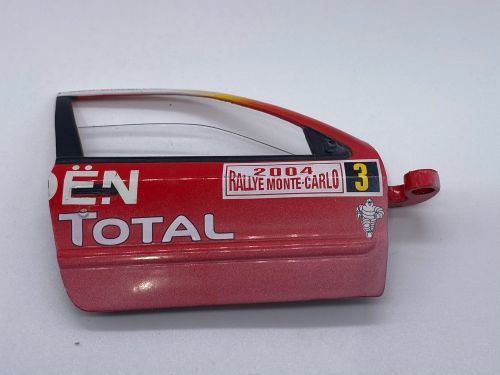 2004
RALLYE MONTE-CARLO
3
ËN
TOTAL